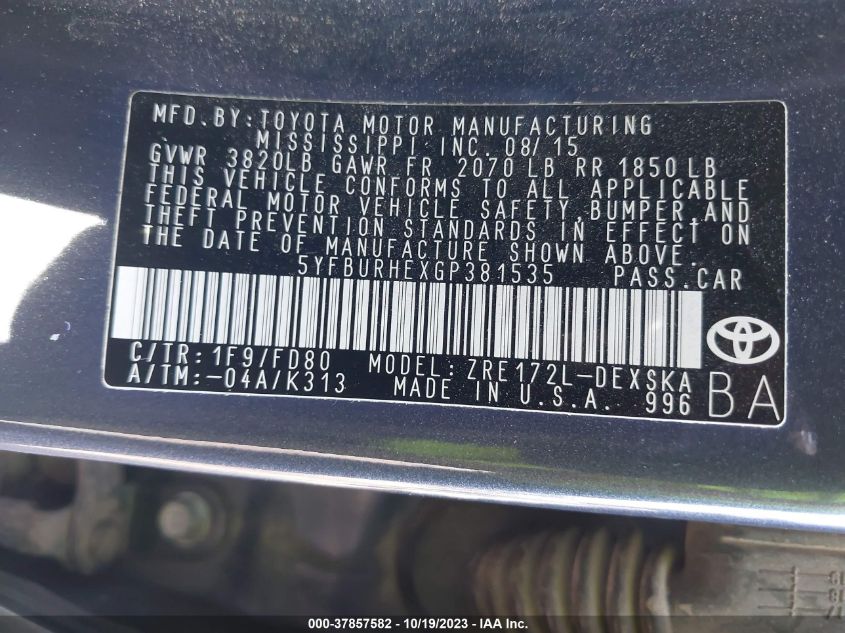 MFD.BY:TOYOTA MOTOR MANUFACTURING
MISSISSIPPI INC. 08/15
GVWR 3820LB GAWR FR 2070 LB RR 1850LB
THIS VEHICLE CONFORMS TO ALL APPLICABLE
FEDERAL MOTOR VEHICLE SAFETY,BUMPER,AND
THEFT PREVENTION STANDARDS IN EFFECT ON
THE DATE OF MANUFACTURE SHOWN ABOVE.
5YFBURHEXGP381535 PASS.CAR
C/TR:1F9/FD80 MODEL:ZRE172L-DEXSKA
A/TM:-04A/K313 MADE IN U.S.A. 996 BA
000-37857582 | 10/19/2023 - IAA Inc.